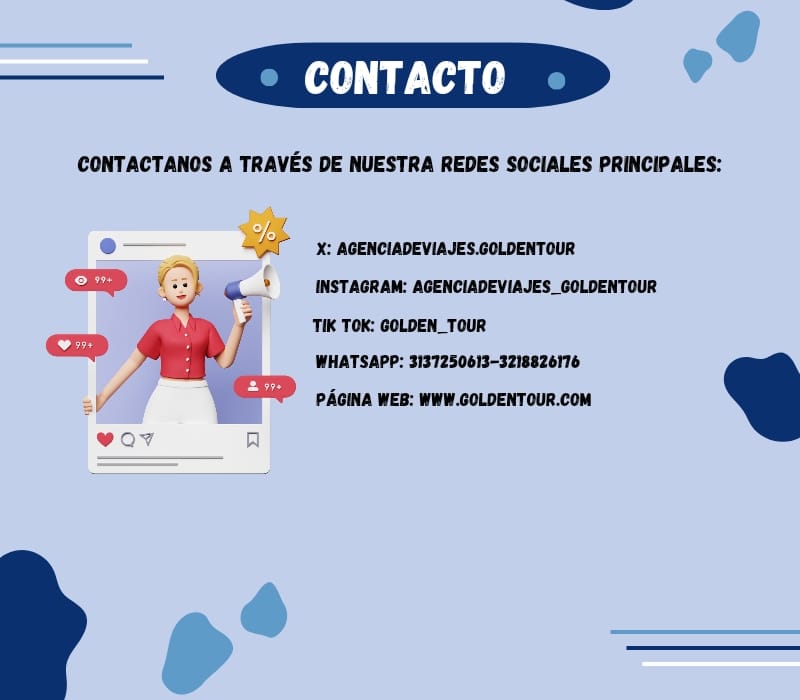 CONTACTO
CONTACTANOS A TRAVÉS DE NUESTRA REDES SOCIALES PRINCIPALES:
%
99+
99+
99+
X: AGENCIADEVIAJES.GOLDENTOUR
INSTAGRAM: AGENCIADEVIAJES_GOLDENTOUR
TIK TOK: GOLDEN_TOUR
WHATSAPP: 3137250613-3218826176
PÁGINA WEB: WWW.GOLDENTOUR.COM